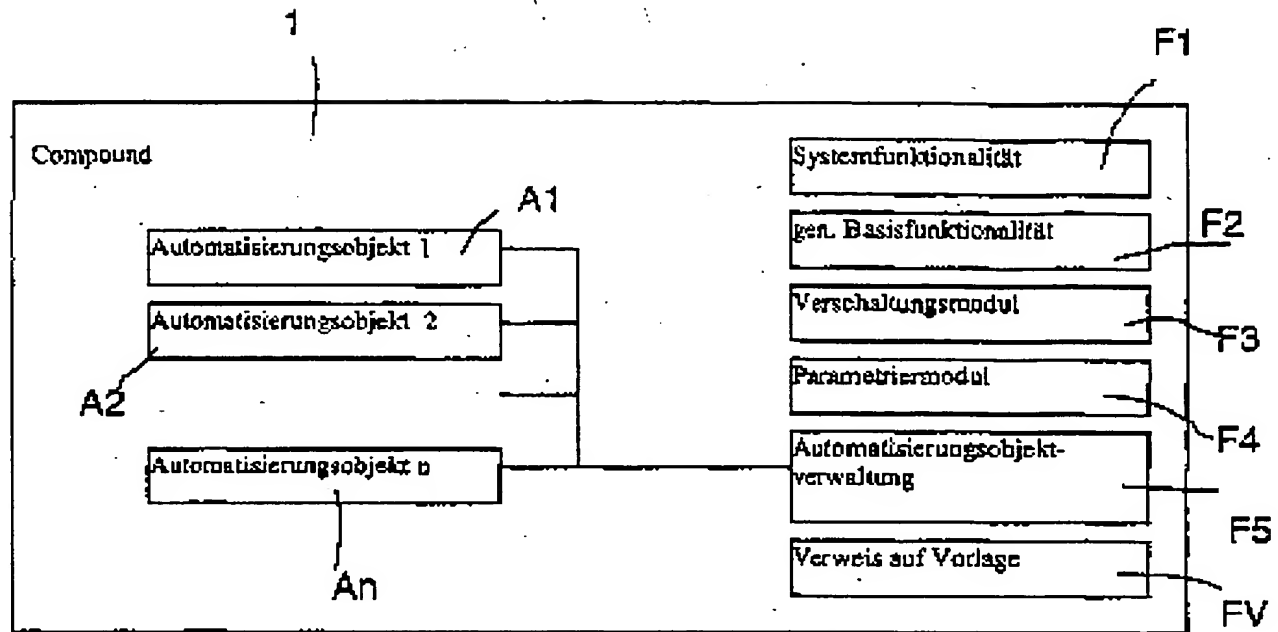 1
F1
Compound
Systemfunktionalität
A1
gen. Basisfunktionalität
F2
Automatisierungsobjekt 1
Verschaltungsmodul
Automatisierungsobjekt 2
F3
Parametriermodul
A2
F4
Automatisierungsobjekt-
verwaltung
Automatisierungsobjekt n
F5
Verweis auf Vorlage
An
FV